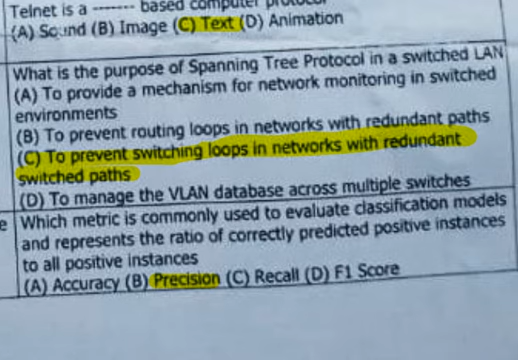 Telnet is a ------- based computer protocol
(A) Sound (B) Image (C) Text (D) Animation
What is the purpose of Spanning Tree Protocol in a switched LAN
(A) To provide a mechanism for network monitoring in switched
environments
(B) To prevent routing loops in networks with redundant paths
(C) To prevent switching loops in networks with redundant
switched paths
(D) To manage the VLAN database across multiple switches
e Which metric is commonly used to evaluate classification models
and represents the ratio of correctly predicted positive instances
to all positive instances
(A) Accuracy (B) Precision (C) Recall (D) F1 Score